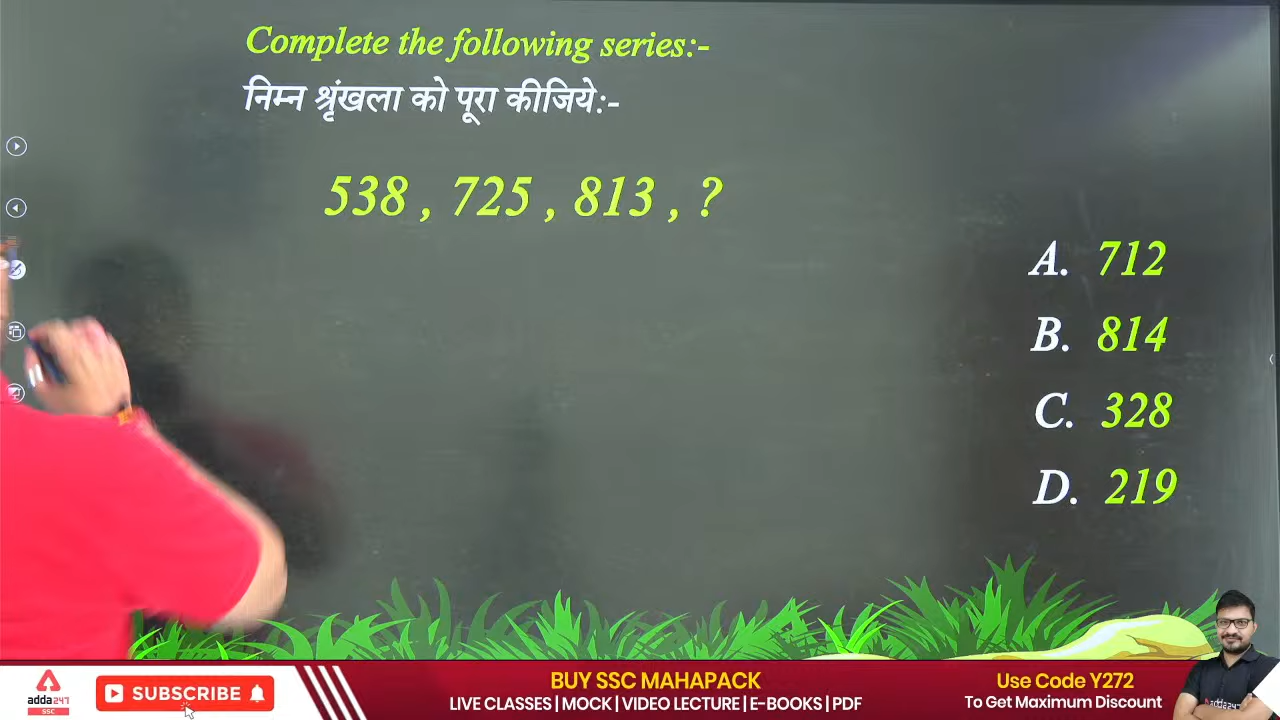 Complete the following series:-
निम्न श्रृंखला को पूरा कीजिये:-
538 , 725 , 813 , ?
A. 712
B. 814
C. 328
D. 219
adda247
SSC
SUBSCRIBE
BUY SSC MAHAPACK
LIVE CLASSES | MOCK | VIDEO LECTURE | E-BOOKS | PDF
Use Code Y272
To Get Maximum Discount